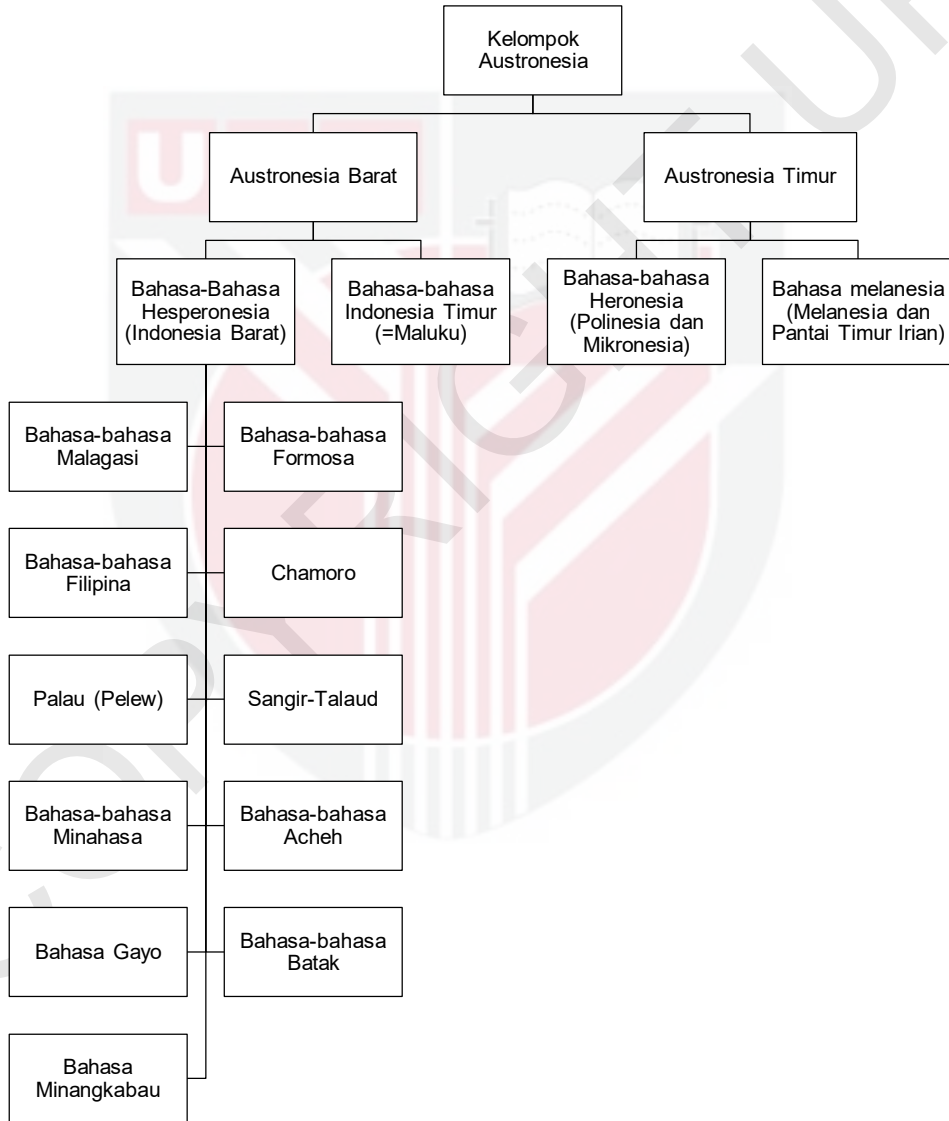 Kelompok
Austronesia
Austronesia Barat
Austronesia Timur
Bahasa-Bahasa
Hesperonesia
(Indonesia Barat)
Bahasa-bahasa
Indonesia Timur
(=Maluku)
Bahasa-bahasa
Heronesia
(Polinesia dan
Mikronesia)
Bahasa melanesia
(Melanesia dan
Pantai Timur Irian)
Bahasa-bahasa
Malagasi
Bahasa-bahasa
Formosa
Bahasa-bahasa
Filipina
Chamoro
Palau (Pelew)
Sangir-Talaud
Bahasa-bahasa
Minahasa
Bahasa-bahasa
Acheh
Bahasa Gayo
Bahasa-bahasa
Batak
Bahasa
Minangkabau
COPYRIGHT